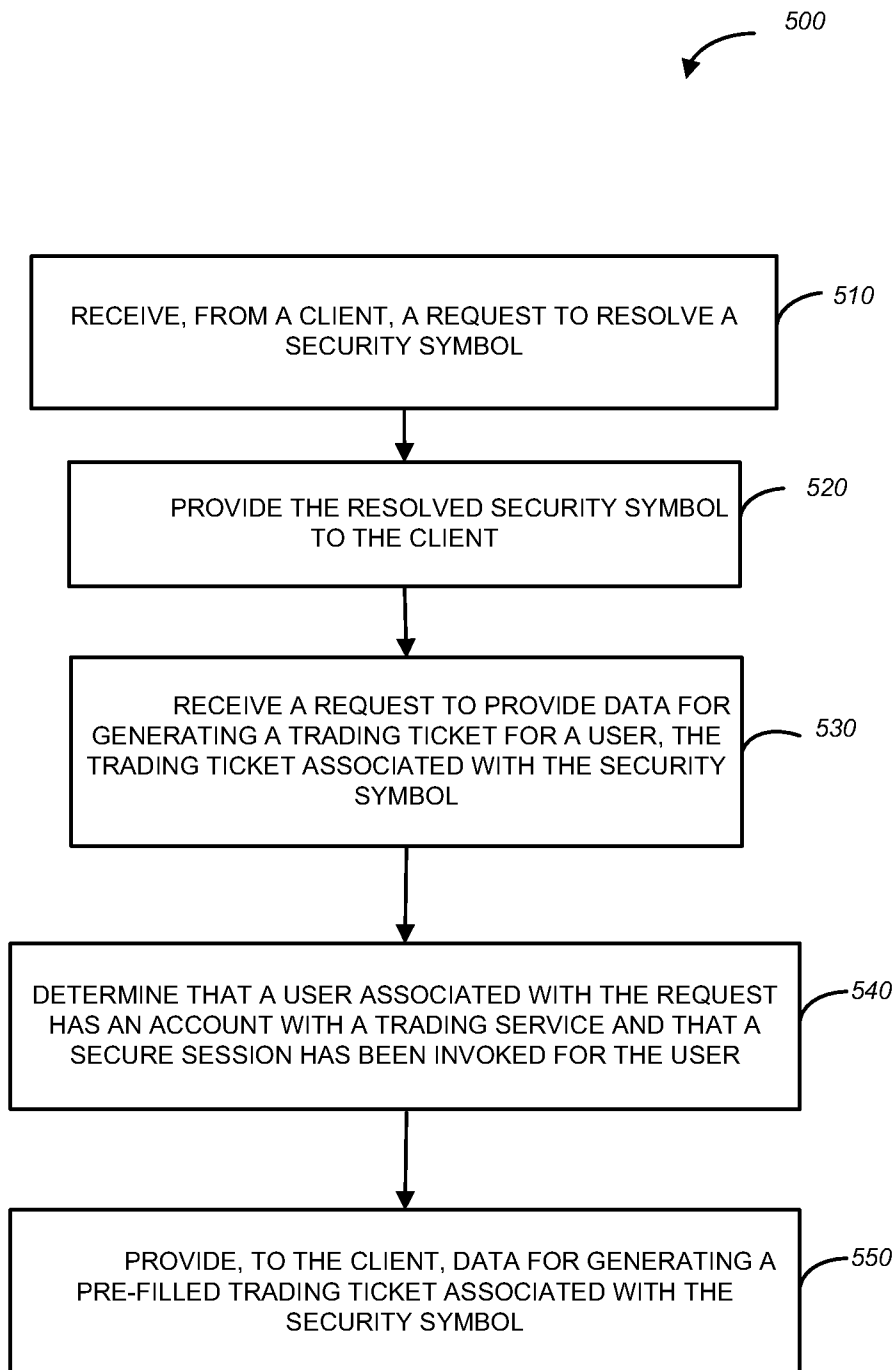 500
RECEIVE, FROM A CLIENT, A REQUEST TO RESOLVE A
SECURITY SYMBOL
510
PROVIDE THE RESOLVED SECURITY SYMBOL
TO THE CLIENT
520
RECEIVE A REQUEST TO PROVIDE DATA FOR
GENERATING A TRADING TICKET FOR A USER, THE
TRADING TICKET ASSOCIATED WITH THE SECURITY
SYMBOL
530
DETERMINE THAT A USER ASSOCIATED WITH THE REQUEST
HAS AN ACCOUNT WITH A TRADING SERVICE AND THAT A
SECURE SESSION HAS BEEN INVOKED FOR THE USER
540
PROVIDE, TO THE CLIENT, DATA FOR GENERATING A
PRE-FILLED TRADING TICKET ASSOCIATED WITH THE
SECURITY SYMBOL
550